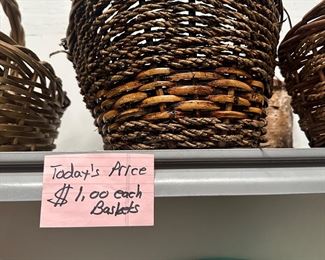 Today's Price
$1.00 each
Baskets